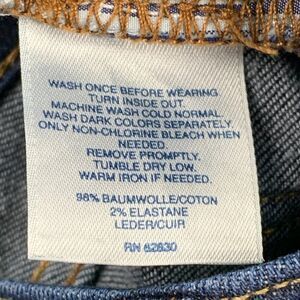 WASH ONCE BEFORE WEARING
TURN INSIDE OUT.
MACHINE WASH COLD NORMAL.
WASH DARK COLORS SEPARATELY.
ONLY NON-CHLORINE BLEACH WHEN
NEEDED.
REMOVE PROMPTLY.
TUMBLE DRY LOW.
WARM IRON IF NEEDED.
98% BAUMWOLLE/COTON
2% ELASTANE
LEDER/CUIR
RN 62830